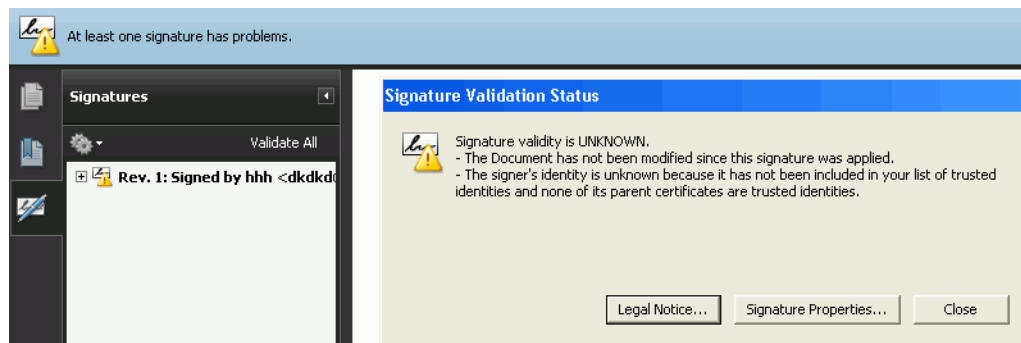 At least one signature has problems.
Signatures
Validate All
Rev. 1: Signed by hhh <dkdkd
Signature Validation Status
Signature validity is UNKNOWN.
- The Document has not been modified since this signature was applied.
- The signer's identity is unknown because it has not been included in your list of trusted
identities and none of its parent certificates are trusted identities.
Legal Notice...
Signature Properties...
Close